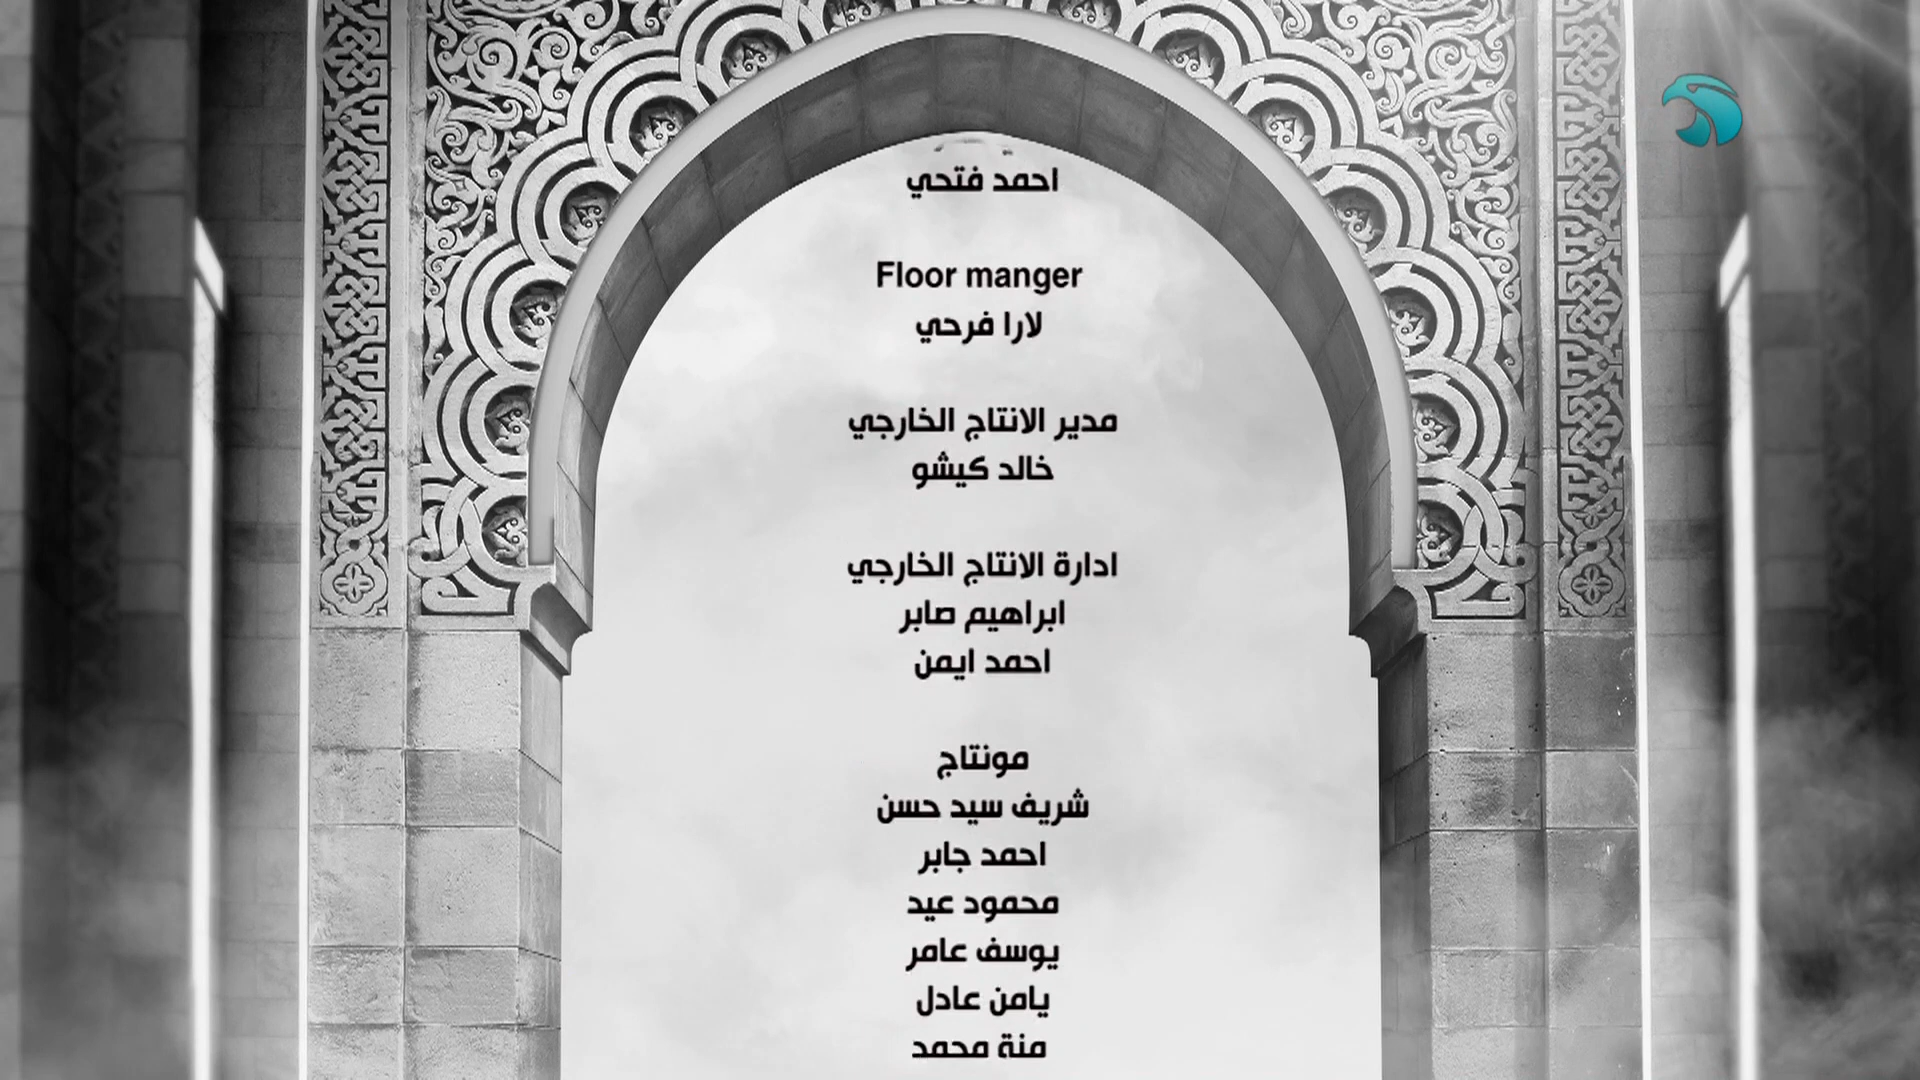 احمد فتحي
Floor manger
لارا فرحي
مدير الانتاج الخارجي
خالد كيشو
ادارة الانتاج الخارجي
ابراهيم صابر
احمد ايمن
مونتاج
شريف سيد حسن
احمد جابر
محمود عيد
يوسف عامر
يامن عادل
منة محمد